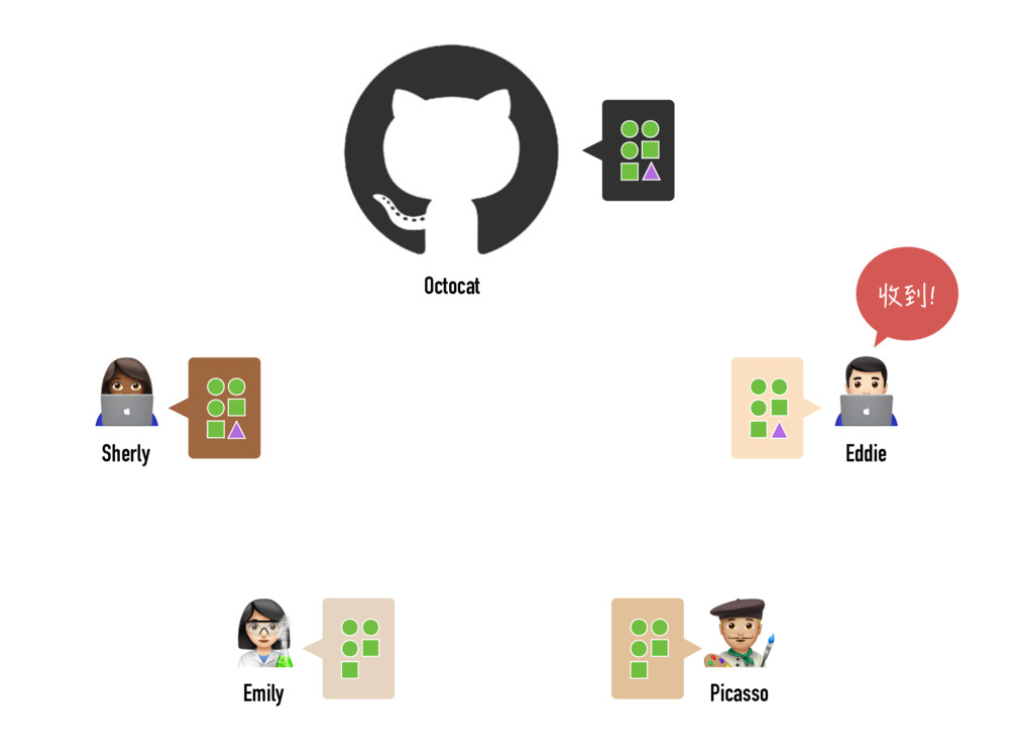 Octocat
收到!
Sherly
Eddie
Emily
Picasso